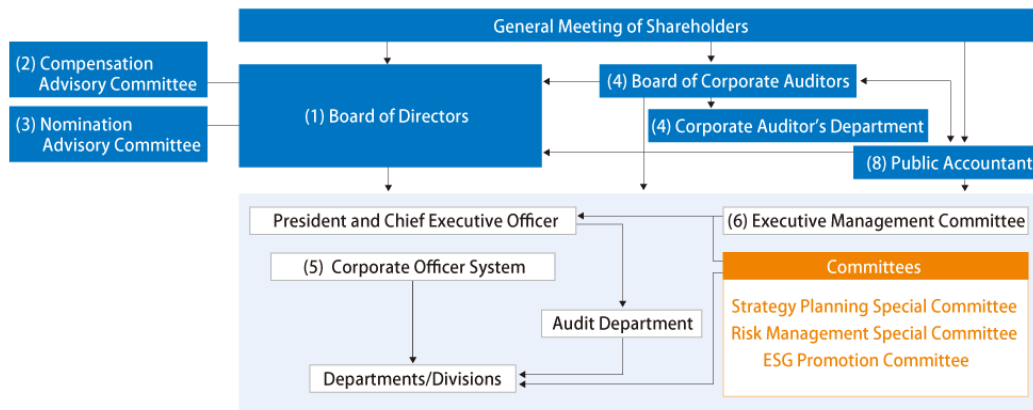 General Meeting of Shareholders
(2) Compensation
Advisory Committee
(3) Nomination
Advisory Committee
(1) Board of Directors
(4) Board of Corporate Auditors
(4) Corporate Auditor's Department
(8) Public Accountant
President and Chief Executive Officer
(6) Executive Management Committee
(5) Corporate Officer System
Committees
Strategy Planning Special Committee
Risk Management Special Committee
ESG Promotion Committee
Audit Department
Departments/Divisions